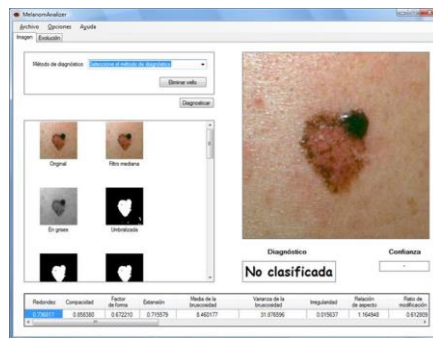 MelanomAnalizer
Archivo Opciones Ayuda
Imagen Evolución
Método de diagnóstico Seleccione el método de diagnóstico
Eliminar vello
Diagnosticar
Original Filtro mediana
En grises Umbralizada
Diagnóstico Confianza
No clasificada -
Redondez Compacidad Factor de forma Extensión Media de la brusquedad Varianza de la brusquedad Irregularidad Relación de aspecto Ratio de modificación
0.858380 0.672210 0.715579 8.460177 31.876596 0.015637 1.164948 0.612809